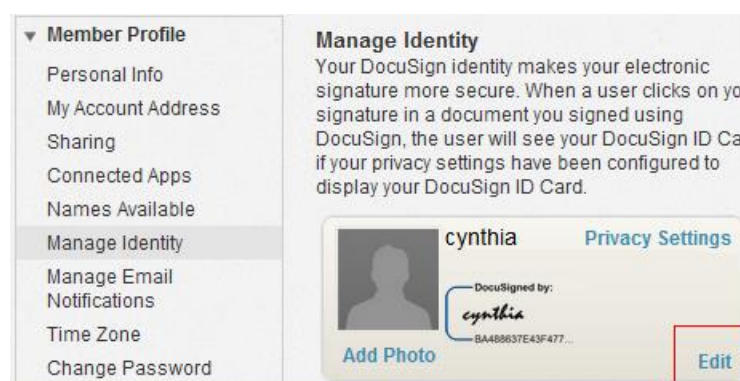 Member Profile
Personal Info
My Account Address
Sharing
Connected Apps
Names Available
Manage Identity
Manage Email
Notifications
Time Zone
Change Password
Manage Identity
Your DocuSign identity makes your electronic
signature more secure. When a user clicks on yo
signature in a document you signed using
DocuSign, the user will see your DocuSign ID Ca
if your privacy settings have been configured to
display your DocuSign ID Card.
cynthia
Privacy Settings
DocuSigned by:
cynthia
BA488637E43F477...
Add Photo
Edit